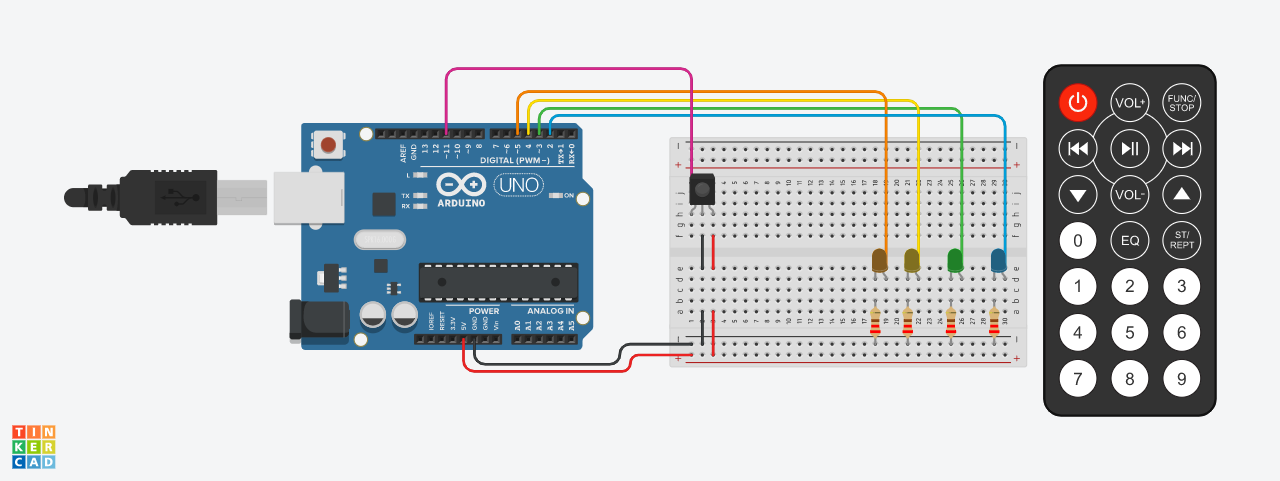 VOL+
FUNC/
STOP
VOL-
0
EQ
ST/
REPT
1
2
3
4
5
6
7
8
9
AREF
GND
13
12
~11
~10
~9
8
7
~6
~5
4
~3
2
TX→1
RX←0
DIGITAL (PWM~)
L
TX
RX
UNO
ON
ARDUINO
POWER
ANALOG IN
IOREF
RESET
3.3V
5V
GND
GND
Vin
A0
A1
A2
A3
A4
A5
j
i
h
g
f
e
d
c
b
a
TIN
KER
CAD